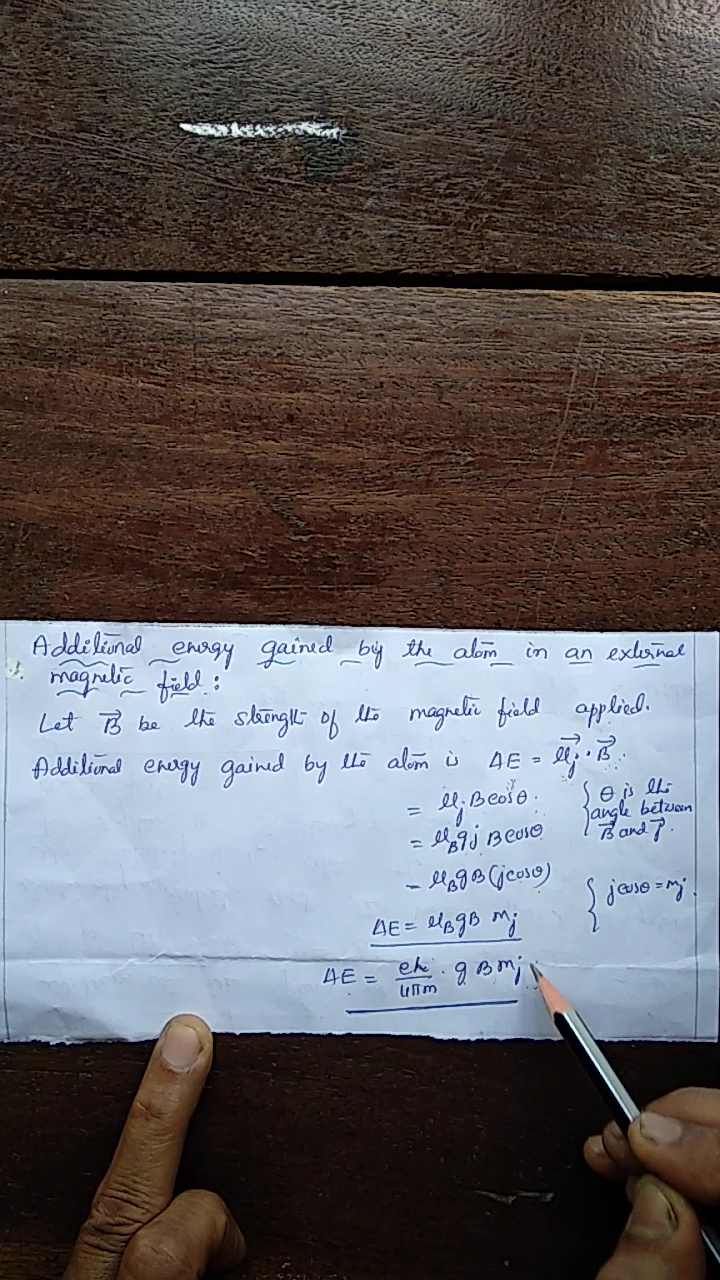 Additional energy gained by the atom in an external
magnetic field :
Let B⃗ be the strength of the magnetic field applied.
Additional energy gained by the atom is ΔE = μ⃗j · B⃗.
= μj B cosθ. { θ is the
angle between
B⃗ and J⃗.
= μB g j B cosθ
= μB g B (j cosθ) { j cosθ = mj.
ΔE = μB g B mj
ΔE = eh/4πm · g B mj